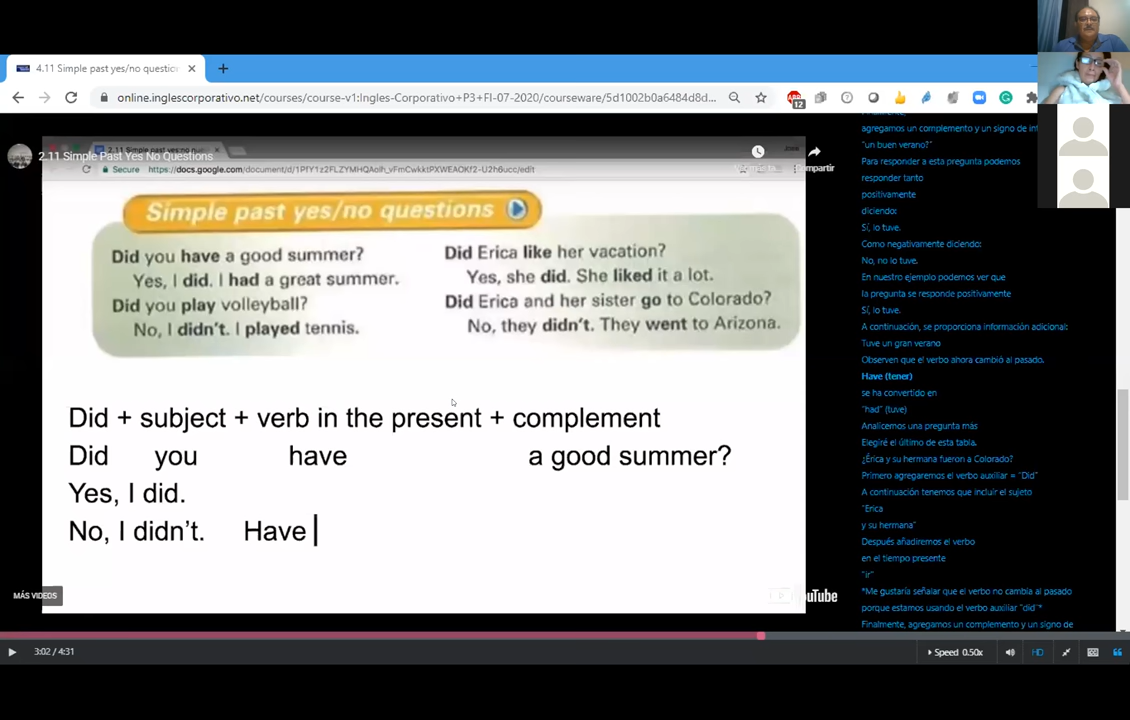 4.11 Simple past yes/no question
online.inglescorporativo.net/courses/course-v1:Ingles-Corporativo+P3+FI-07-2020/courseware/5d1002b0a6484d8d...
12
2.11 Simple Past Yes No Questions
Secure https://docs.google.com/document/d/
Compartir
Simple past yes/no questions
Did you have a good summer?
Yes, I did. I had a great summer.
Did you play volleyball?
No, I didn't. I played tennis.
Did Erica like her vacation?
Yes, she did. She liked it a lot.
Did Erica and her sister go to Colorado?
No, they didn't. They went to Arizona.
Did + subject + verb in the present + complement
Did you have a good summer?
Yes, I did.
No, I didn't. Have
MÁS VIDEOS
3:02 / 4:31
Speed 0.50x
HD
agregamos un complemento y un signo de
"un buen verano?"
Para responder a esta pregunta podemos
responder tanto
positivamente
diciendo:
Sí, lo tuve.
Como negativamente diciendo:
No, no lo tuve.
En nuestro ejemplo podemos ver que
la pregunta se responde positivamente
Sí, lo tuve.
A continuación, se proporciona información adicional:
Tuve un gran verano
Observen que el verbo ahora cambió al pasado.
Have (tener)
se ha convertido en
"had" (tuve)
Analicemos una pregunta más
Elegiré el último de esta tabla.
¿Érica y su hermana fueron a Colorado?
Primero agregaremos el verbo auxiliar = "Did"
A continuación tenemos que incluir el sujeto
"Erica
y su hermana"
Después añadiremos el verbo
en el tiempo presente
"ir"
*Me gustaría señalar que el verbo no cambia al pasado
porque estamos usando el verbo auxiliar "did"*
Finalmente, agregamos un complemento y un signo de